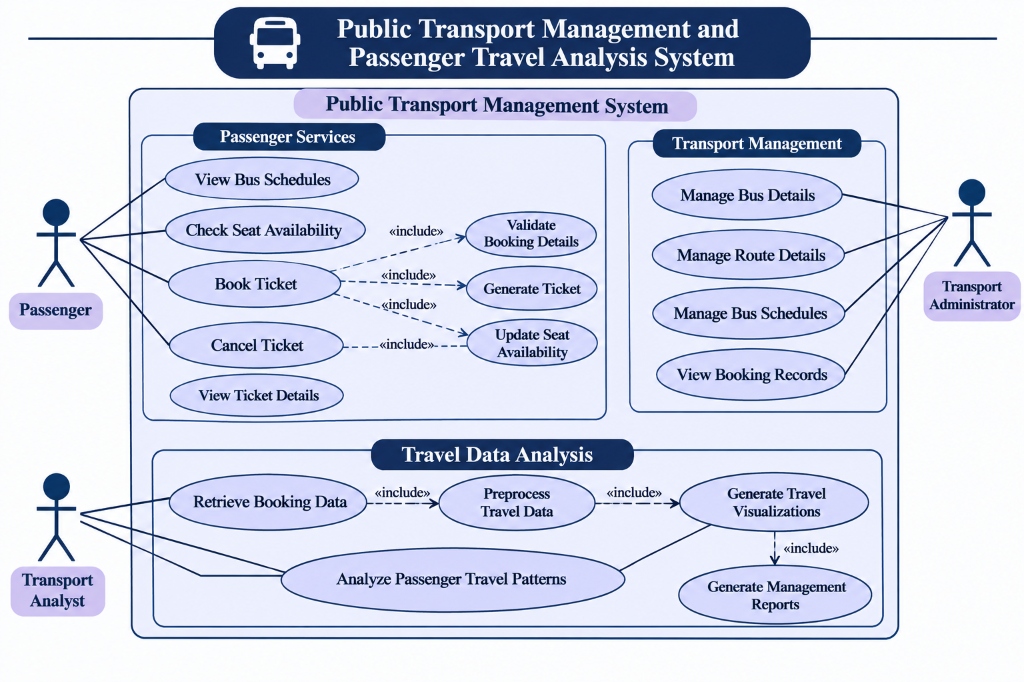 Public Transport Management and
Passenger Travel Analysis System
Public Transport Management System
Passenger Services
View Bus Schedules
Check Seat Availability
Book Ticket
Cancel Ticket
View Ticket Details
«include»
«include»
«include»
«include»
Validate
Booking Details
Generate Ticket
Update Seat
Availability
Transport Management
Manage Bus Details
Manage Route Details
Manage Bus Schedules
View Booking Records
Passenger
Transport
Administrator
Travel Data Analysis
Retrieve Booking Data
«include»
Preprocess
Travel Data
«include»
Generate Travel
Visualizations
«include»
Analyze Passenger Travel Patterns
Generate Management
Reports
Transport
Analyst